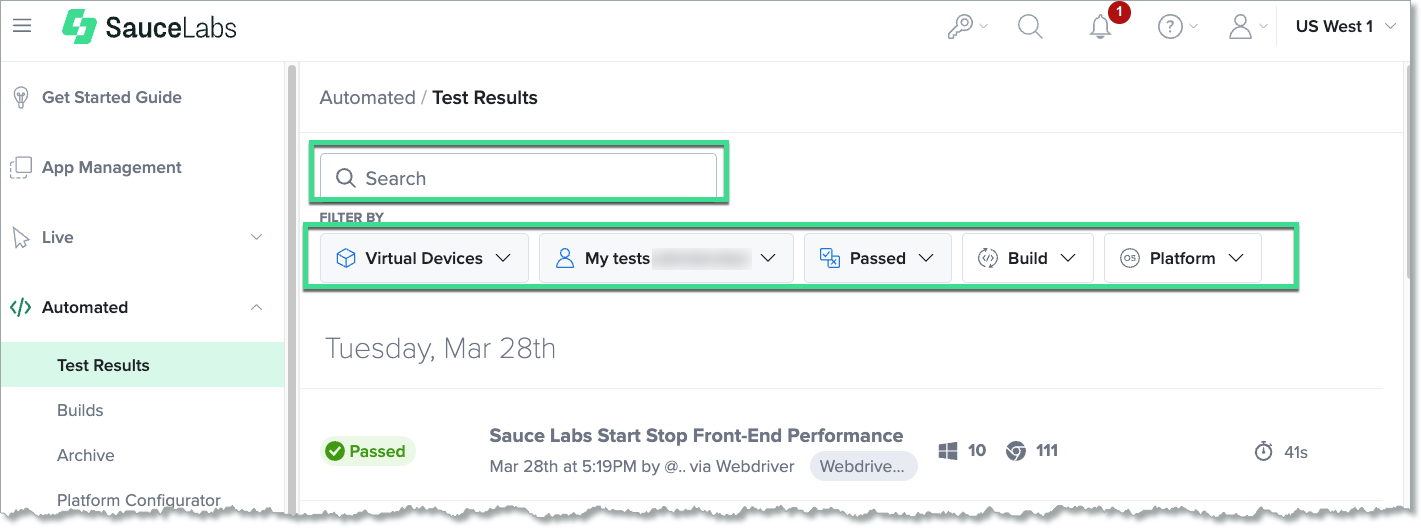 SauceLabs
1
US West 1
Get Started Guide
App Management
Live
Automated
Test Results
Builds
Archive
Platform Configurator
Automated / Test Results
Search
FILTER BY
Virtual Devices
My tests
Passed
Build
OS Platform
Tuesday, Mar 28th
Passed
Sauce Labs Start Stop Front-End Performance
Mar 28th at 5:19PM by @.. via Webdriver
Webdrive...
10
111
41s